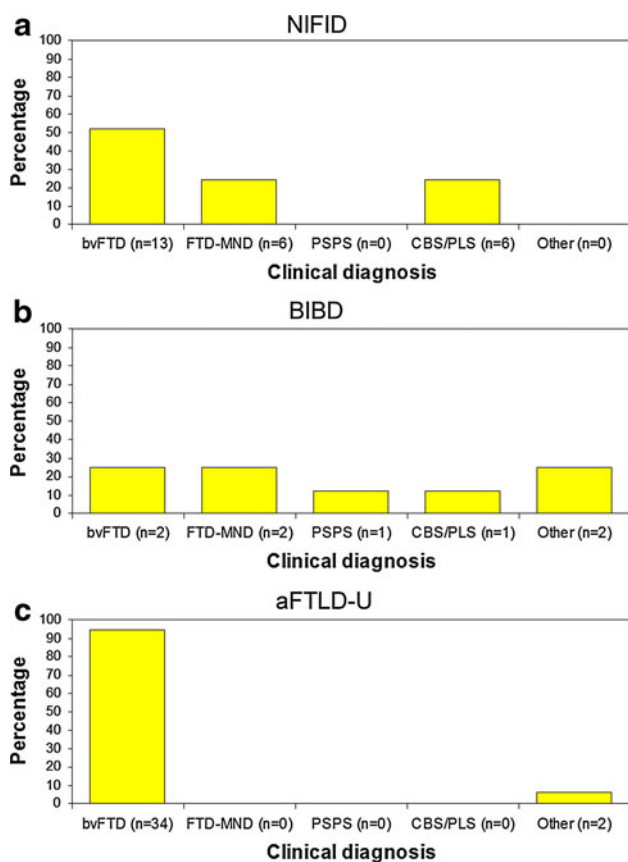 a
NIFID
Percentage
100
90
80
70
60
50
40
30
20
10
0
bvFTD (n=13) FTD-MND (n=6) PSPS (n=0) CBS/PLS (n=6) Other (n=0)
Clinical diagnosis
b
BIBD
Percentage
100
90
80
70
60
50
40
30
20
10
0
bvFTD (n=2) FTD-MND (n=2) PSPS (n=1) CBS/PLS (n=1) Other (n=2)
Clinical diagnosis
c
aFTLD-U
Percentage
100
90
80
70
60
50
40
30
20
10
0
bvFTD (n=34) FTD-MND (n=0) PSPS (n=0) CBS/PLS (n=0) Other (n=2)
Clinical diagnosis